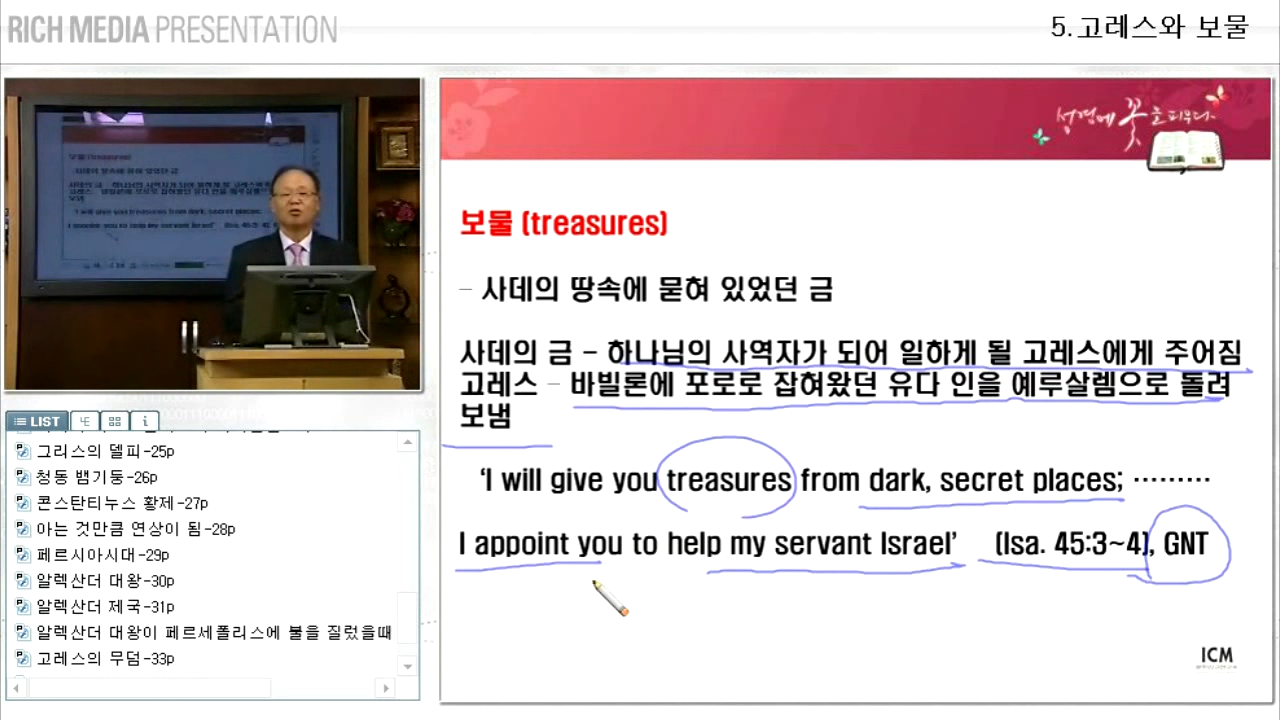 RICH MEDIA PRESENTATION
5.고레스와 보물
성경에 꽃을 피우다
보물 (treasures)
- 사데의 땅속에 묻혀 있었던 금
사데의 금 - 하나님의 사역자가 되어 일하게 될 고레스에게 주어짐
고레스 - 바빌론에 포로로 잡혀왔던 유다 인을 예루살렘으로 돌려
보냄
‘I will give you treasures from dark, secret places; ………
I appoint you to help my servant Israel’ (Isa. 45:3~4), GNT
ICM
LIST
그리스의 델피-25p
청동 뱀기둥-26p
콘스탄티누스 황제-27p
아는 것만큼 연상이 됨-28p
페르시아시대-29p
알렉산더 대왕-30p
알렉산더 제국-31p
알렉산더 대왕이 페르세폴리스에 불을 질렀을때
고레스의 무덤-33p